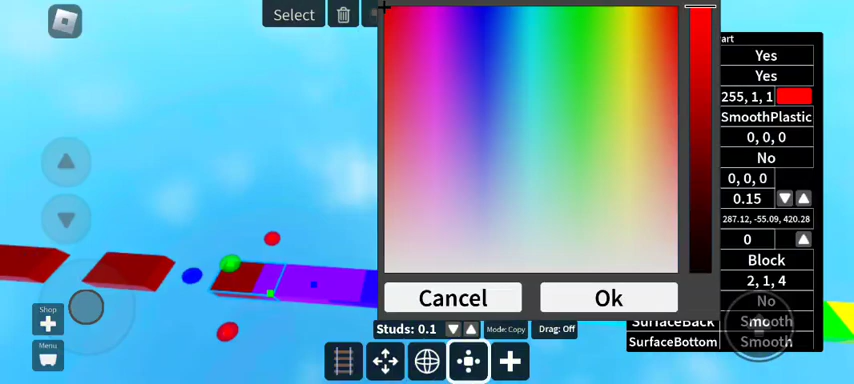 Select
art
Yes
Yes
255, 1, 1
SmoothPlastic
0, 0, 0
No
0, 0, 0
0.15
287.12, -55.09, 420.28
0
Block
2, 1, 4
No
SurfaceBack Smooth
SurfaceBottom Smooth
Cancel Ok
Studs: 0.1 Mode: Copy Drag: Off
Shop
Menu